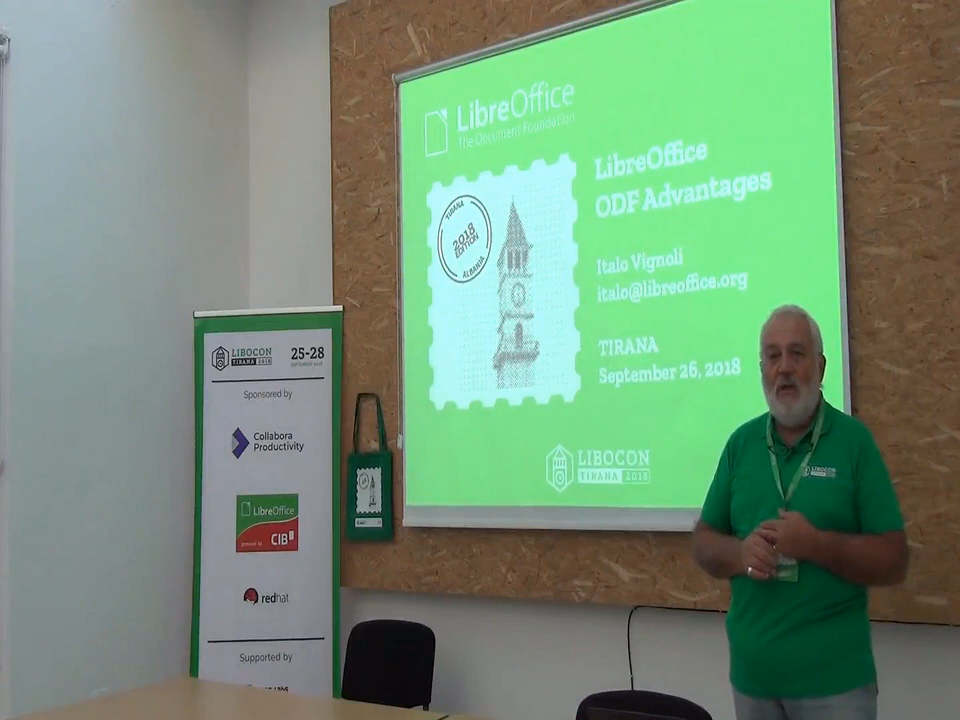 LibreOffice
The Document Foundation
TIRANA
2018
EDITION
ALBANIA
LibreOffice
ODF Advantages
Italo Vignoli
italo@libreoffice.org
TIRANA
September 26, 2018
LIBOCON
TIRANA 2018
LIBOCON
TIRANA 2018
25-28
Sponsored by
Collabora
Productivity
LibreOffice
powered by CIB
redhat
Supported by
LIBOCON